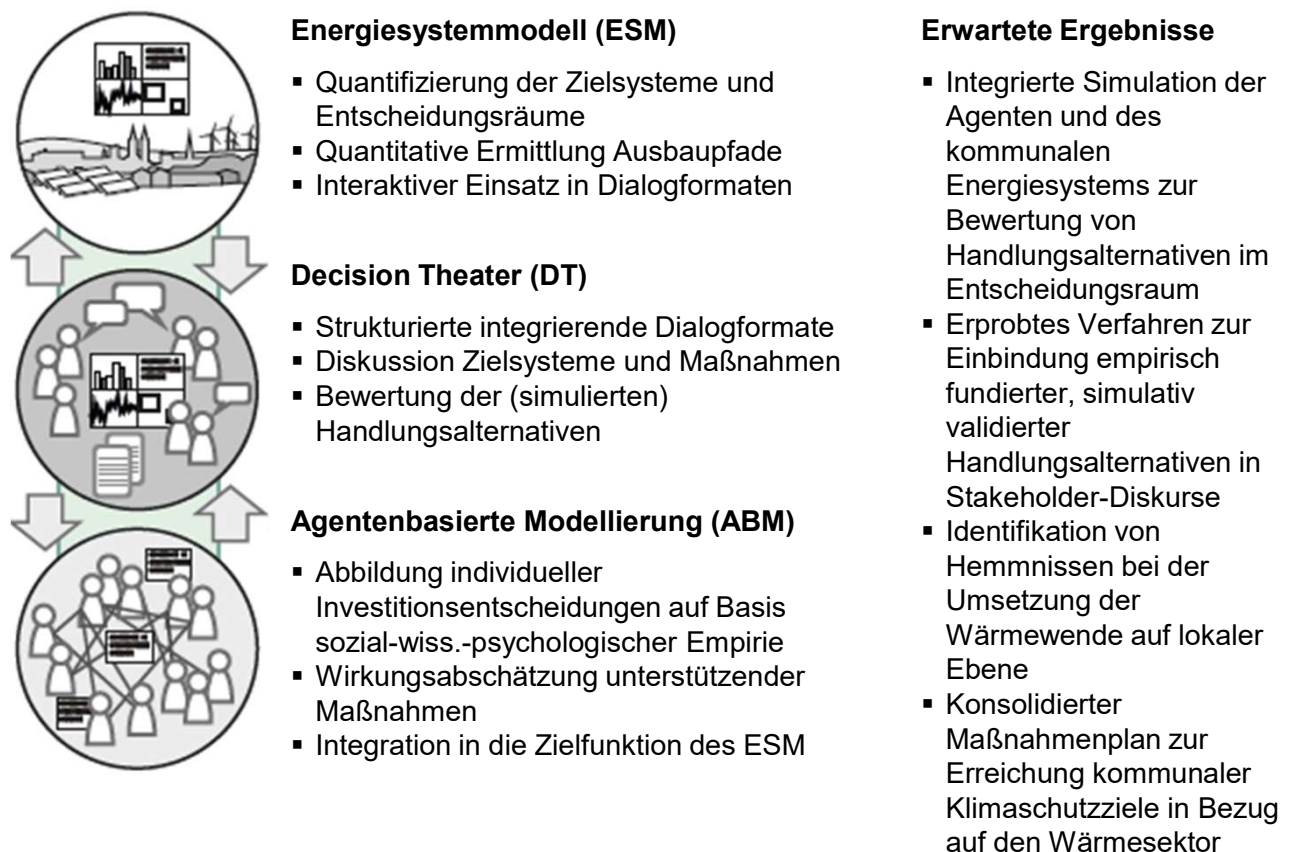 Energiesystemmodell (ESM)
▪ Quantifizierung der Zielsysteme und
Entscheidungsräume
▪ Quantitative Ermittlung Ausbaupfade
▪ Interaktiver Einsatz in Dialogformaten
Decision Theater (DT)
▪ Strukturierte integrierende Dialogformate
▪ Diskussion Zielsysteme und Maßnahmen
▪ Bewertung der (simulierten)
Handlungsalternativen
Agentenbasierte Modellierung (ABM)
▪ Abbildung individueller
Investitionsentscheidungen auf Basis
sozial-wiss.-psychologischer Empirie
▪ Wirkungsabschätzung unterstützender
Maßnahmen
▪ Integration in die Zielfunktion des ESM
Erwartete Ergebnisse
▪ Integrierte Simulation der
Agenten und des
kommunalen
Energiesystems zur
Bewertung von
Handlungsalternativen im
Entscheidungsraum
▪ Erprobtes Verfahren zur
Einbindung empirisch
fundierter, simulativ
validierter
Handlungsalternativen in
Stakeholder-Diskurse
▪ Identifikation von
Hemmnissen bei der
Umsetzung der
Wärmewende auf lokaler
Ebene
▪ Konsolidierter
Maßnahmenplan zur
Erreichung kommunaler
Klimaschutzziele in Bezug
auf den Wärmesektor